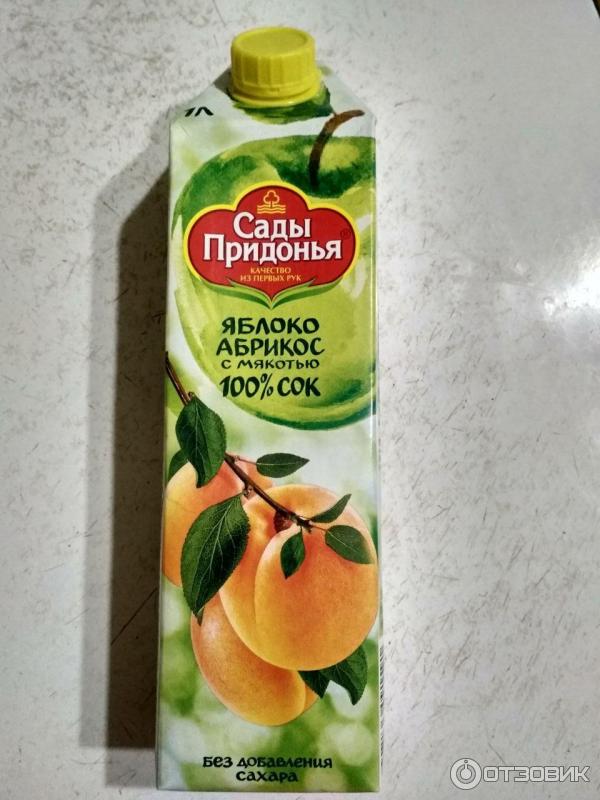 1Л
Сады
Придонья®
КАЧЕСТВО
ИЗ ПЕРВЫХ РУК
ЯБЛОКО
АБРИКОС
С МЯКОТЬЮ
100% СОК
БЕЗ ДОБАВЛЕНИЯ
САХАРА
ОТЗОВИК